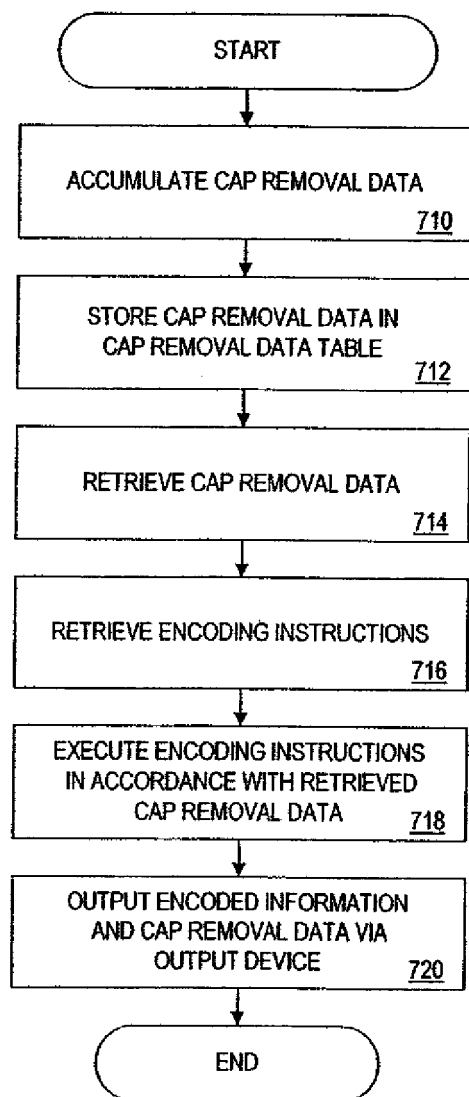 START
ACCUMULATE CAP REMOVAL DATA
710
STORE CAP REMOVAL DATA IN
CAP REMOVAL DATA TABLE
712
RETRIEVE CAP REMOVAL DATA
714
RETRIEVE ENCODING INSTRUCTIONS
716
EXECUTE ENCODING INSTRUCTIONS
IN ACCORDANCE WITH RETRIEVED
CAP REMOVAL DATA
718
OUTPUT ENCODED INFORMATION
AND CAP REMOVAL DATA VIA
OUTPUT DEVICE
720
END